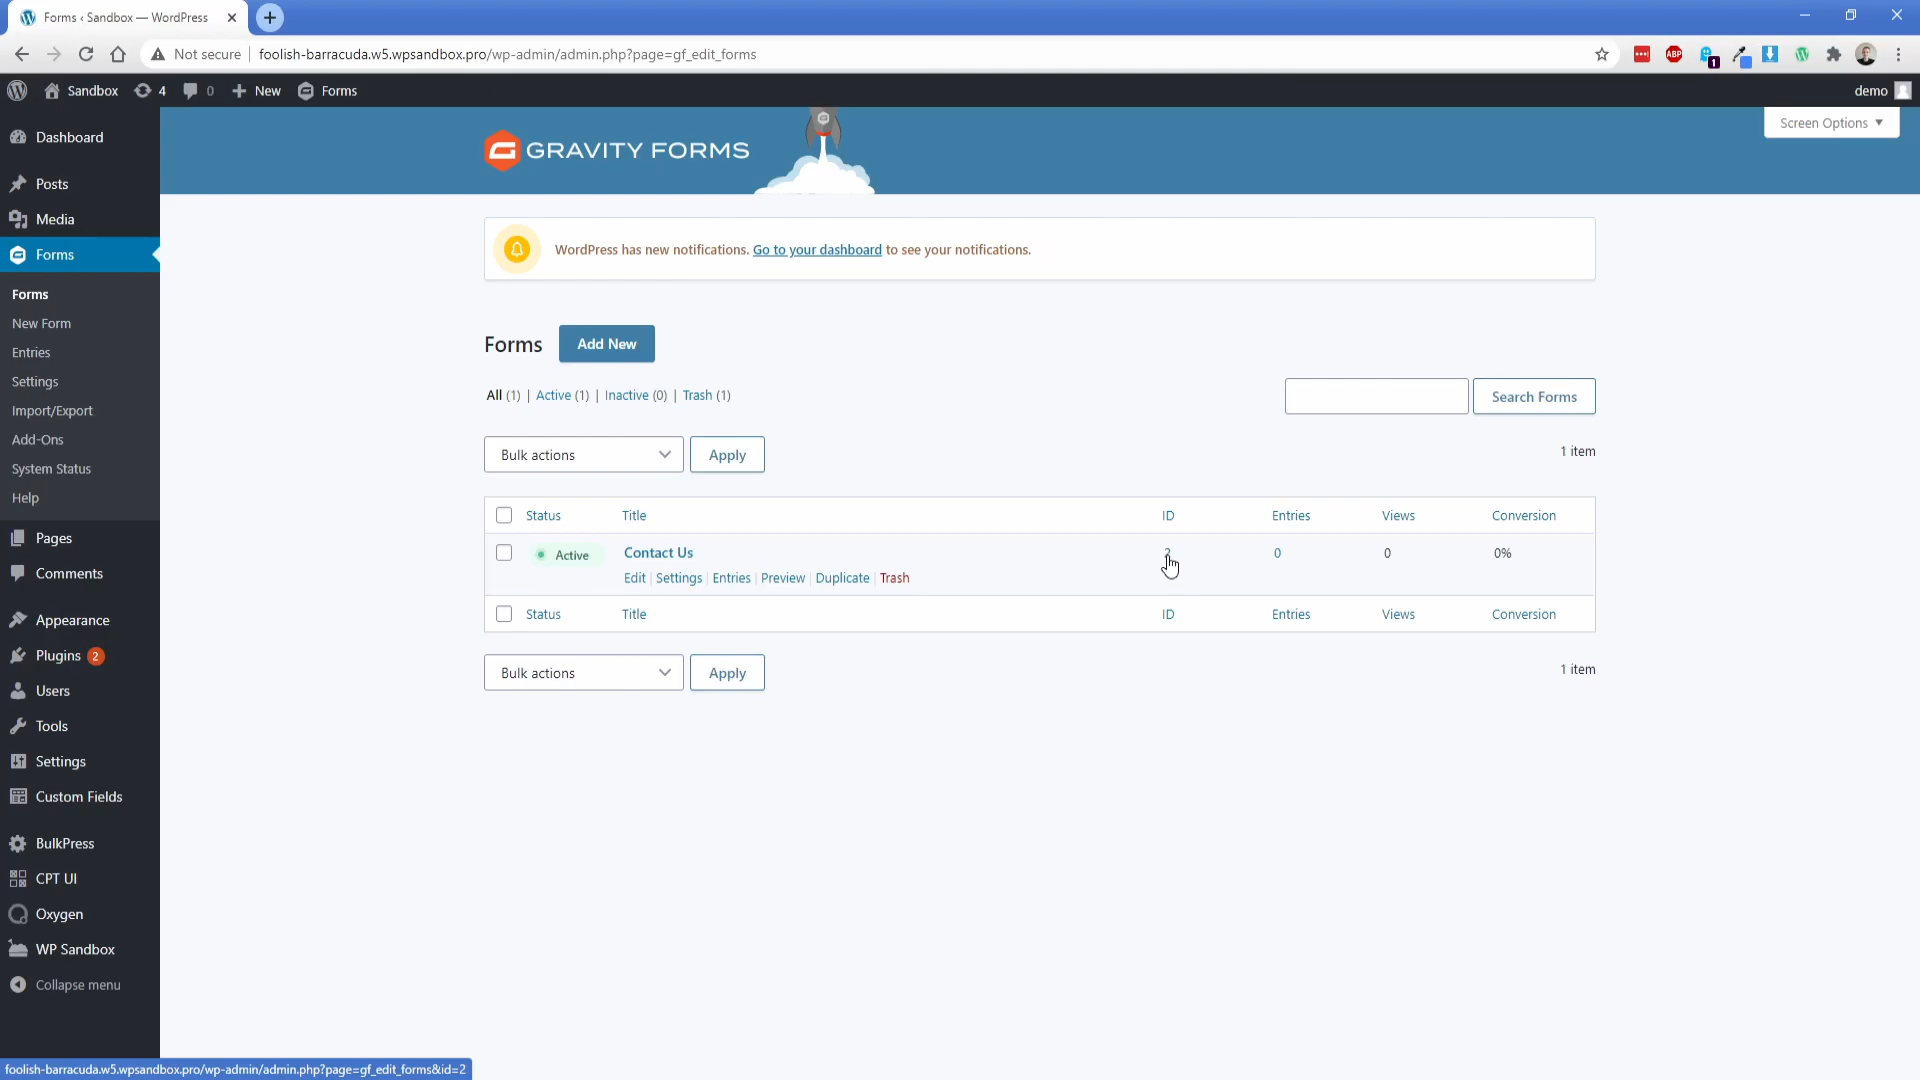 Forms ‹ Sandbox — WordPress
Not secure | foolish-barracuda.w5.wpsandbox.pro/wp-admin/admin.php?page=gf_edit_forms
ABP
1
Sandbox 4 0 New Forms
demo
Dashboard
Posts
Media
Forms
Forms
New Form
Entries
Settings
Import/Export
Add-Ons
System Status
Help
Pages
Comments
Appearance
Plugins 2
Users
Tools
Settings
Custom Fields
BulkPress
CPT UI
Oxygen
WP Sandbox
Collapse menu
GRAVITY FORMS
Screen Options
WordPress has new notifications. Go to your dashboard to see your notifications.
Forms Add New
All (1) | Active (1) | Inactive (0) | Trash (1)
Search Forms
Bulk actions Apply
1 item
Status Title ID Entries Views Conversion
Active Contact Us 2 0 0 0%
Edit | Settings | Entries | Preview | Duplicate | Trash
Status Title ID Entries Views Conversion
Bulk actions Apply
1 item
foolish-barracuda.w5.wpsandbox.pro/wp-admin/admin.php?page=gf_edit_forms&id=2